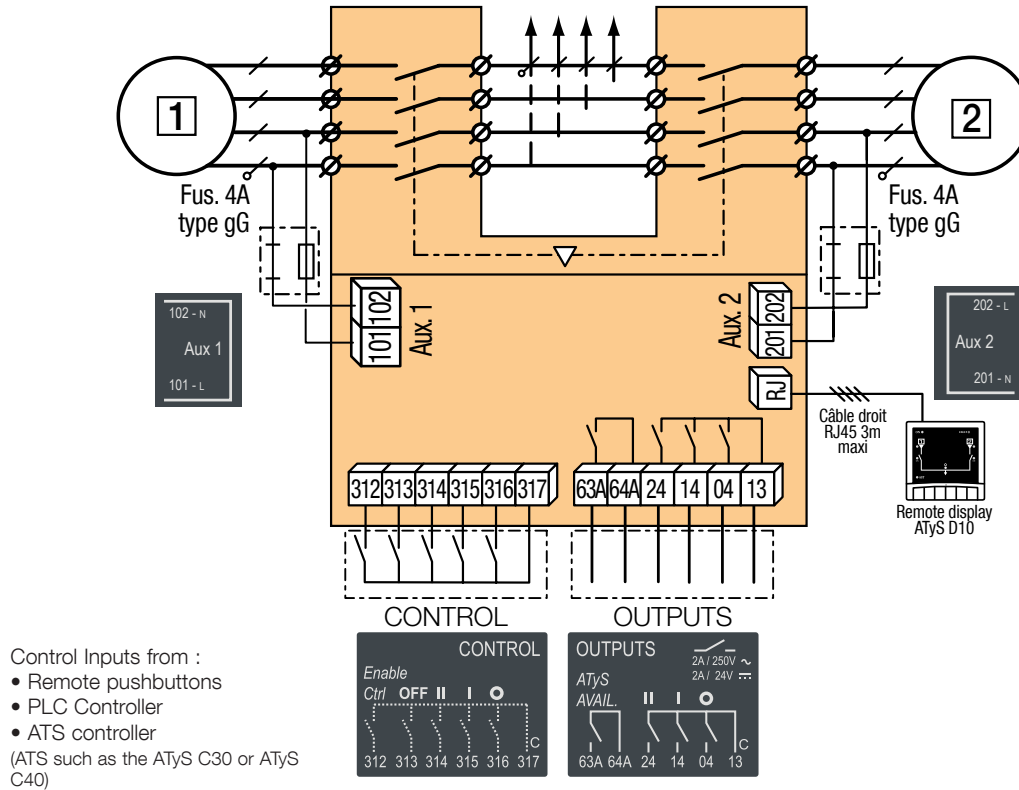 1
2
Fus. 4A
type gG
Fus. 4A
type gG
102 - N
Aux 1
101 - L
101 102
Aux. 1
Aux. 2
201 202
202 - L
Aux 2
201 - N
RJ
Câble droit
RJ45 3m
maxi
Remote display
ATyS D10
312 313 314 315 316 317
63A 64A 24 14 04 13
CONTROL
OUTPUTS
CONTROL
Enable
Ctrl OFF II I O
C
312 313 314 315 316 317
OUTPUTS
2A / 250V ~
2A / 24V ⎓
ATyS
AVAIL. II I O
C
63A 64A 24 14 04 13
Control Inputs from :
• Remote pushbuttons
• PLC Controller
• ATS controller
(ATS such as the ATyS C30 or ATyS
C40)